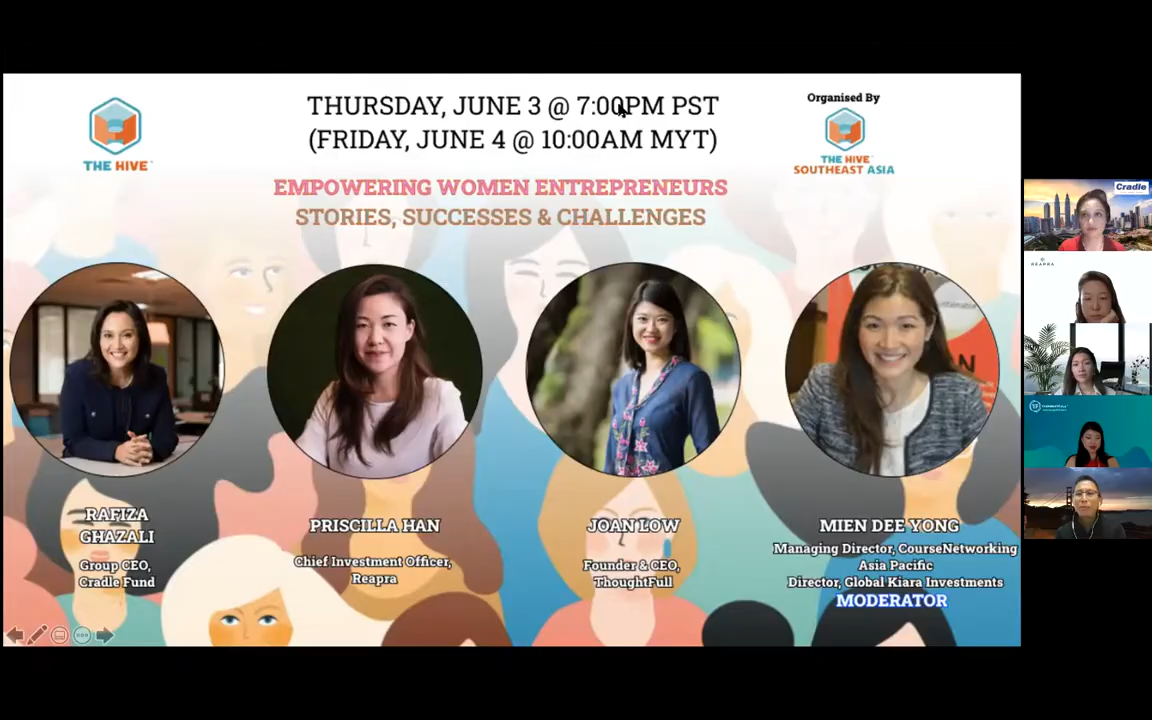 THURSDAY, JUNE 3 @ 7:00PM PST
(FRIDAY, JUNE 4 @ 10:00AM MYT)
THE HIVE
Organised By
THE HIVE
SOUTHEAST ASIA
EMPOWERING WOMEN ENTREPRENEURS
STORIES, SUCCESSES & CHALLENGES
RAFIZA
GHAZALI
Group CEO,
Cradle Fund
PRISCILLA HAN
Chief Investment Officer,
Reapra
JOAN LOW
Founder & CEO,
ThoughtFull
MIEN DEE YONG
Managing Director, CourseNetworking
Asia Pacific
Director, Global Kiara Investments
MODERATOR
Cradle
REAPRA